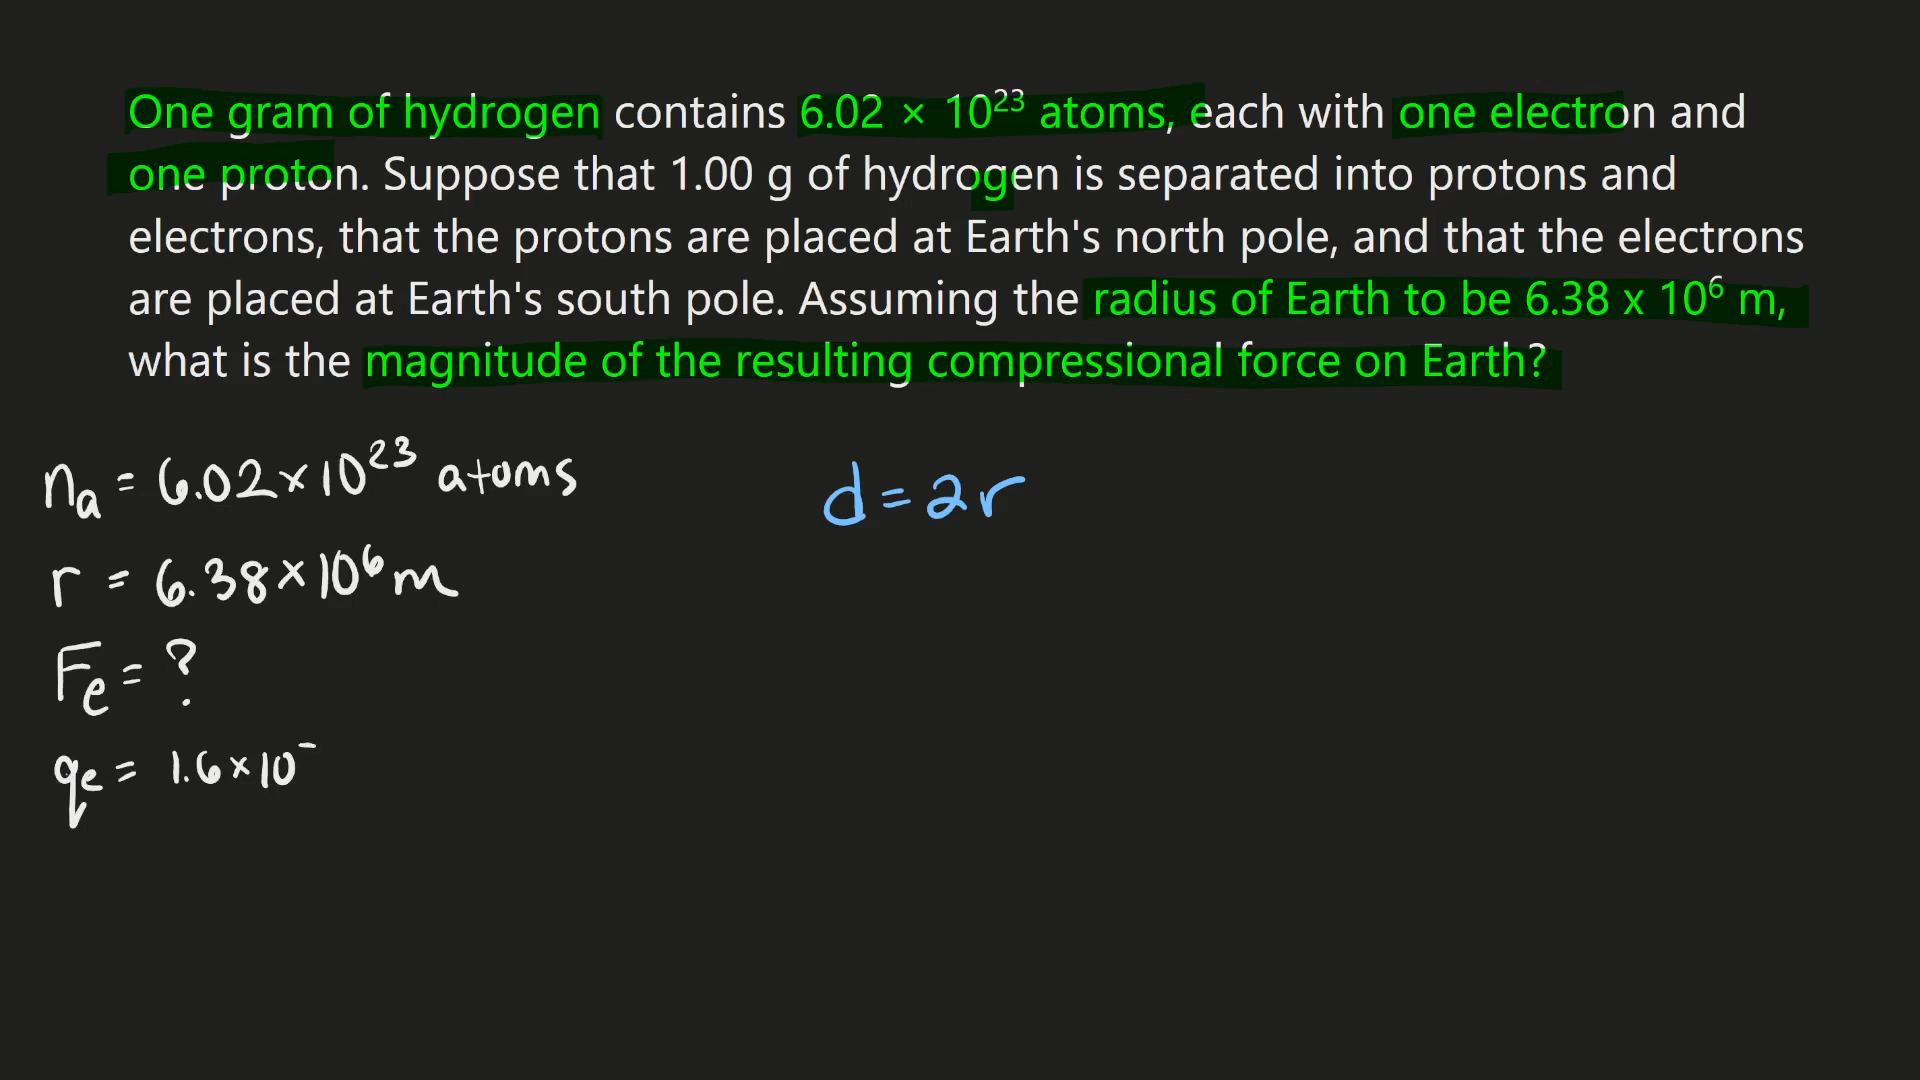 One gram of hydrogen contains 6.02 × 10²³ atoms, each with one electron and
one proton. Suppose that 1.00 g of hydrogen is separated into protons and
electrons, that the protons are placed at Earth's north pole, and that the electrons
are placed at Earth's south pole. Assuming the radius of Earth to be 6.38 x 10⁶ m,
what is the magnitude of the resulting compressional force on Earth?
nₐ = 6.02×10²³ atoms
d = 2r
r = 6.38×10⁶ m
Fₑ = ?
qₑ = 1.6×10⁻